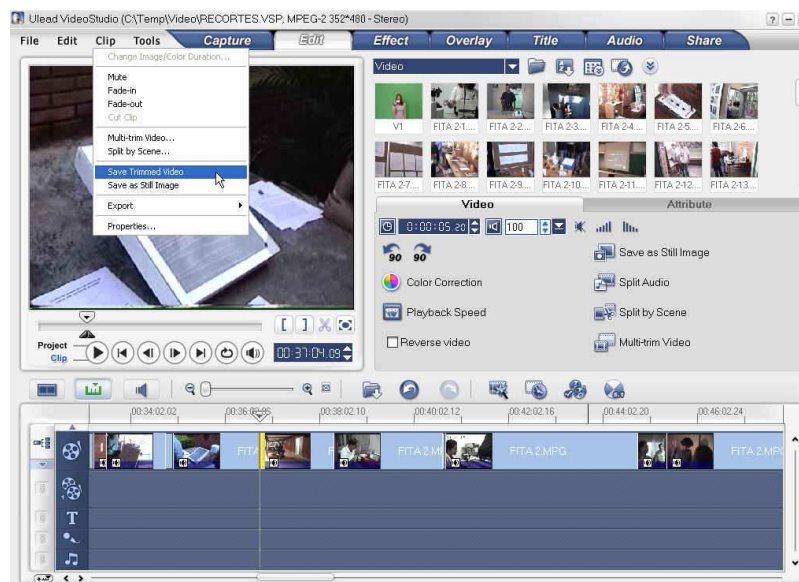 Ulead VideoStudio (C:\Temp\Video\RECORTES.VSP; MPEG-2 352*480 - Stereo)
File Edit Clip Tools Capture Edit Effect Overlay Title Audio Share
Change Image/Color Duration...
Mute
Fade-in
Fade-out
Cut Clip
Multi-trim Video...
Split by Scene...
Save Trimmed Video
Save as Still Image
Export
Properties...
Video
V1 FITA 2-1... FITA 2-2... FITA 2-3... FITA 2-4... FITA 2-5... FITA 2-6...
FITA 2-7... FITA 2-8... FITA 2-9... FITA 2-10... FITA 2-11... FITA 2-12... FITA 2-13...
Video Attribute
0:00:05.20 100
90 90 Save as Still Image
Color Correction Split Audio
Playback Speed Split by Scene
Reverse video Multi-trim Video
Project
Clip
00:37:04.09
00:34:02.02 00:38:02.10 00:40:02.12 00:42:02.16 00:44:02.20 00:46:02.24
FITA FITA 2.M FITA 2.MPG FITA 2.MP
T